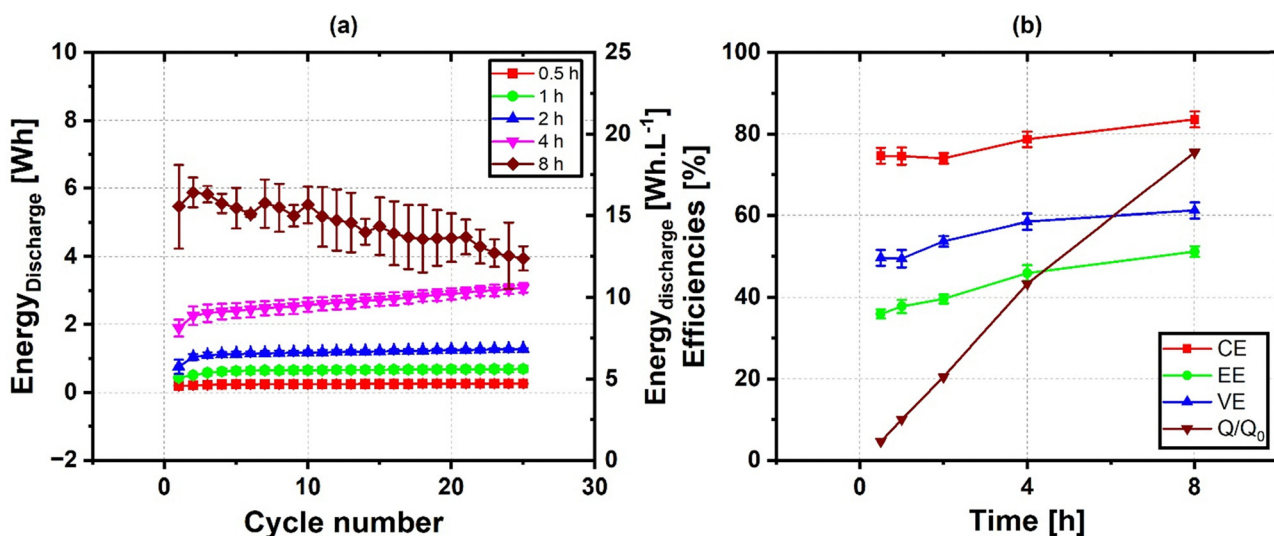 (a)
Energy_Discharge [Wh]
10
8
6
4
2
0
−2
0.5 h
1 h
2 h
4 h
8 h
25
20
15
10
5
0
Energy_discharge [Wh.L⁻¹]
0
10
20
30
Cycle number
(b)
Efficiencies [%]
100
80
60
40
20
0
CE
EE
VE
Q/Q₀
0
4
8
Time [h]